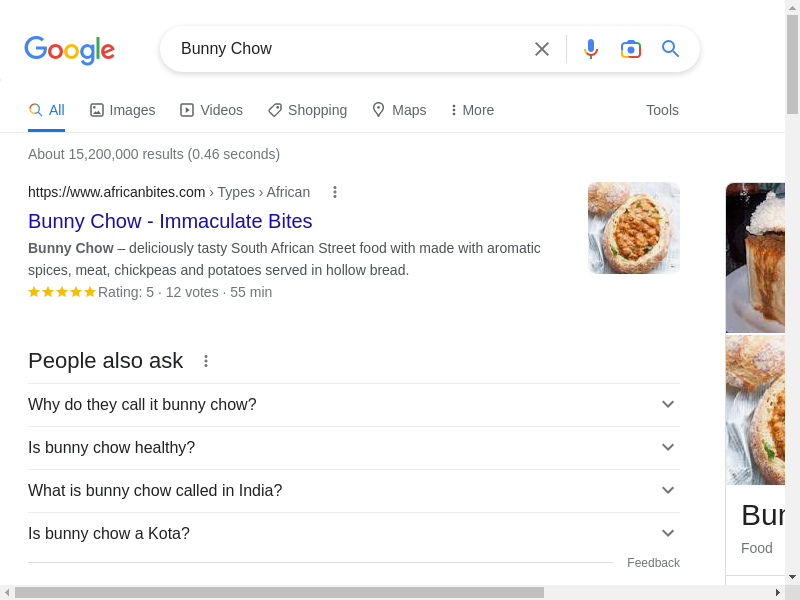 Google
Bunny Chow
All Images Videos Shopping Maps More Tools
About 15,200,000 results (0.46 seconds)
https://www.africanbites.com › Types › African
Bunny Chow - Immaculate Bites
Bunny Chow – deliciously tasty South African Street food with made with aromatic
spices, meat, chickpeas and potatoes served in hollow bread.
Rating: 5 · 12 votes · 55 min
People also ask
Why do they call it bunny chow?
Is bunny chow healthy?
What is bunny chow called in India?
Is bunny chow a Kota?
Feedback
Food